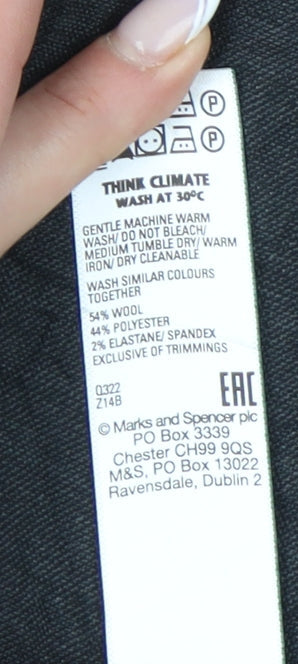 P
P
THINK CLIMATE
WASH AT 30ºC
GENTLE MACHINE WARM
WASH/ DO NOT BLEACH/
MEDIUM TUMBLE DRY/ WARM
IRON/ DRY CLEANABLE
WASH SIMILAR COLOURS
TOGETHER
54% WOOL
44% POLYESTER
2% ELASTANE/ SPANDEX
EXCLUSIVE OF TRIMMINGS
Q322
Z14B
EAC
© Marks and Spencer plc
PO Box 3339
Chester CH99 9QS
M&S, PO Box 13022
Ravensdale, Dublin 2